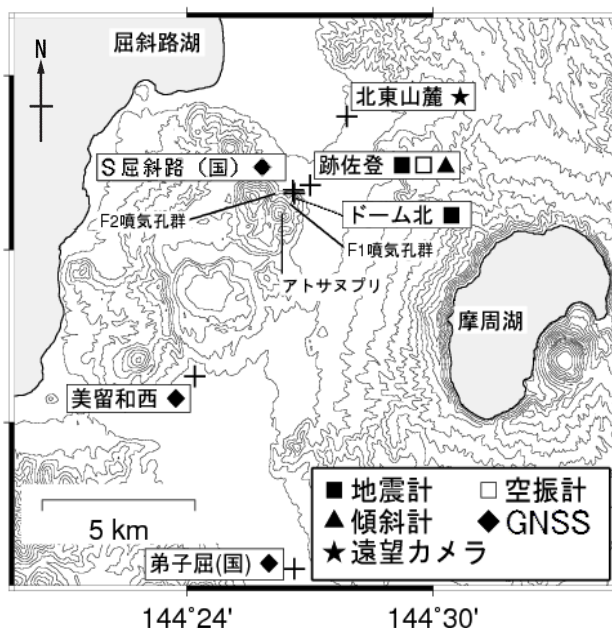 屈斜路湖
N
北東山麓 ★
S屈斜路（国） ◆
跡佐登 ■□▲
F2噴気孔群
ドーム北 ■
F1噴気孔群
アトサヌプリ
摩周湖
美留和西 ◆
■ 地震計 □ 空振計
▲ 傾斜計 ◆ GNSS
★ 遠望カメラ
5 km
弟子屈(国) ◆
144°24' 144°30'